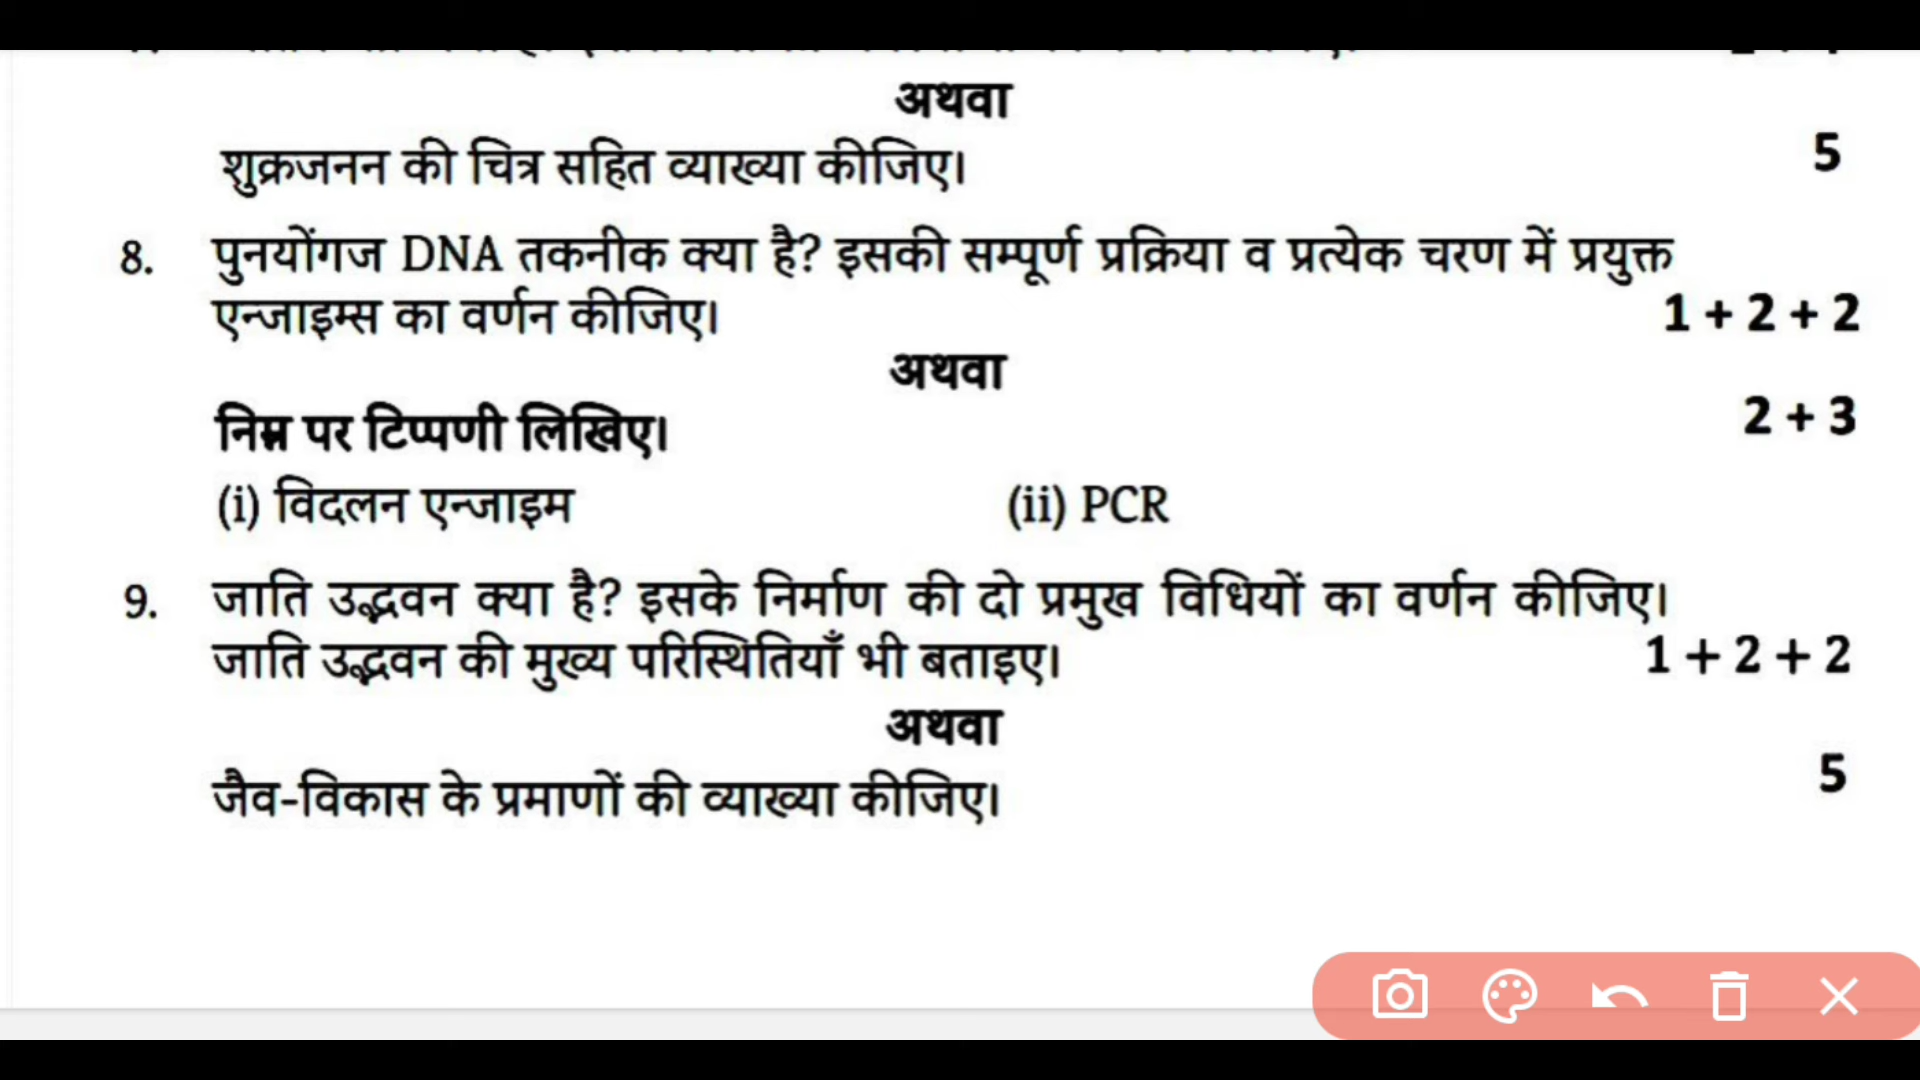 अथवा
शुक्रजनन की चित्र सहित व्याख्या कीजिए। 5
8. पुनयोंगज DNA तकनीक क्या है? इसकी सम्पूर्ण प्रक्रिया व प्रत्येक चरण में प्रयुक्त
एन्जाइम्स का वर्णन कीजिए। 1 + 2 + 2
अथवा
निम्न पर टिप्पणी लिखिए। 2 + 3
(i) विदलन एन्जाइम (ii) PCR
9. जाति उद्भवन क्या है? इसके निर्माण की दो प्रमुख विधियों का वर्णन कीजिए।
जाति उद्भवन की मुख्य परिस्थितियाँ भी बताइए। 1 + 2 + 2
अथवा
जैव-विकास के प्रमाणों की व्याख्या कीजिए। 5